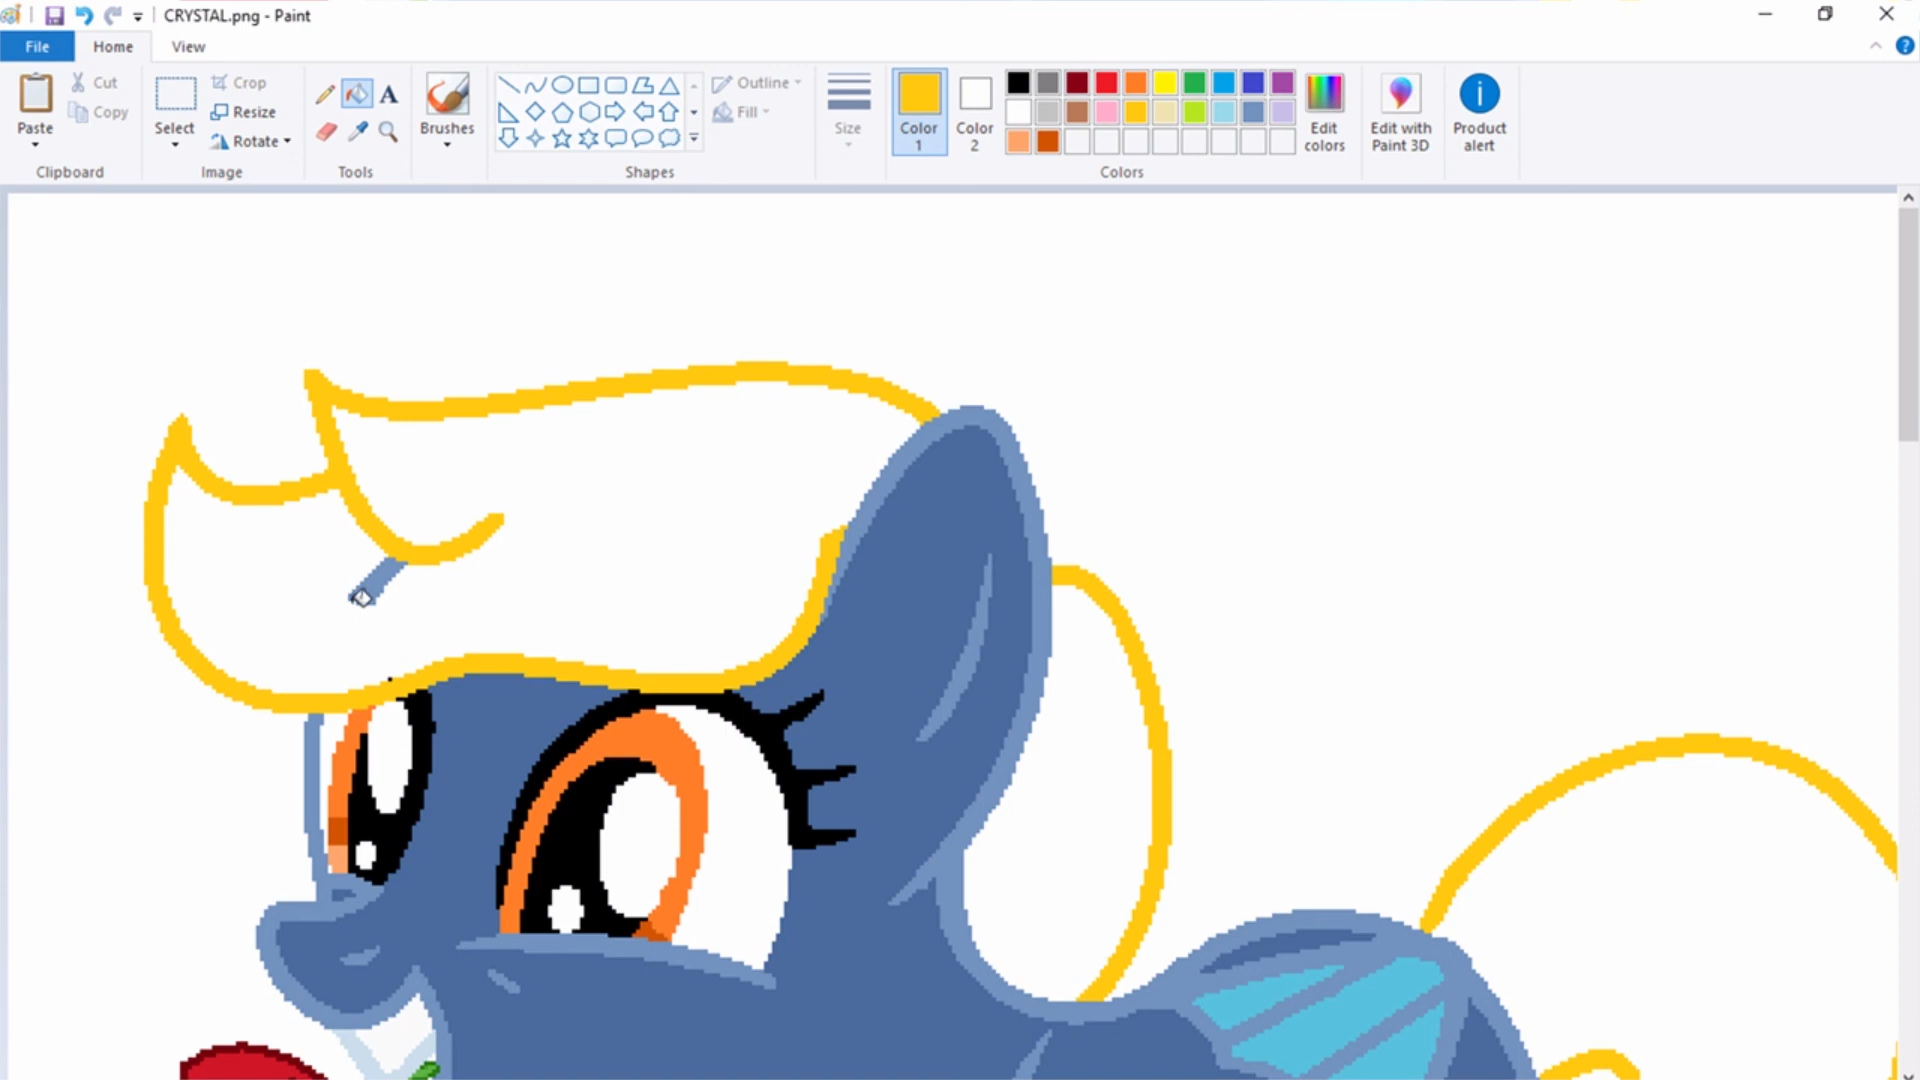 CRYSTAL.png - Paint
File Home View
Paste
Cut
Copy
Clipboard
Select
Crop
Resize
Rotate
Image
A
Tools
Brushes
Outline
Fill
Shapes
Size
Color 1
Color 2
Edit colors
Colors
Edit with Paint 3D
Product alert